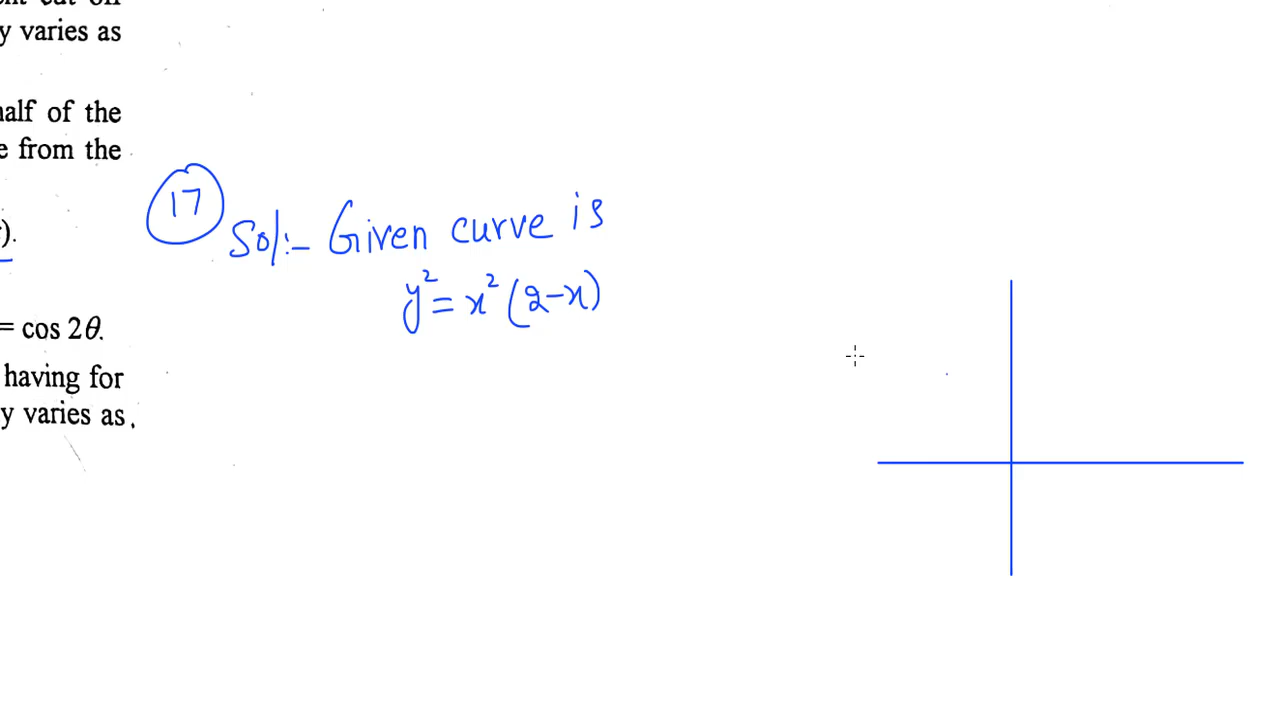 y varies as
half of the
e from the
).
= cos 2θ.
having for
y varies as,
17
Sol:- Given curve is
y² = x² (2-x)